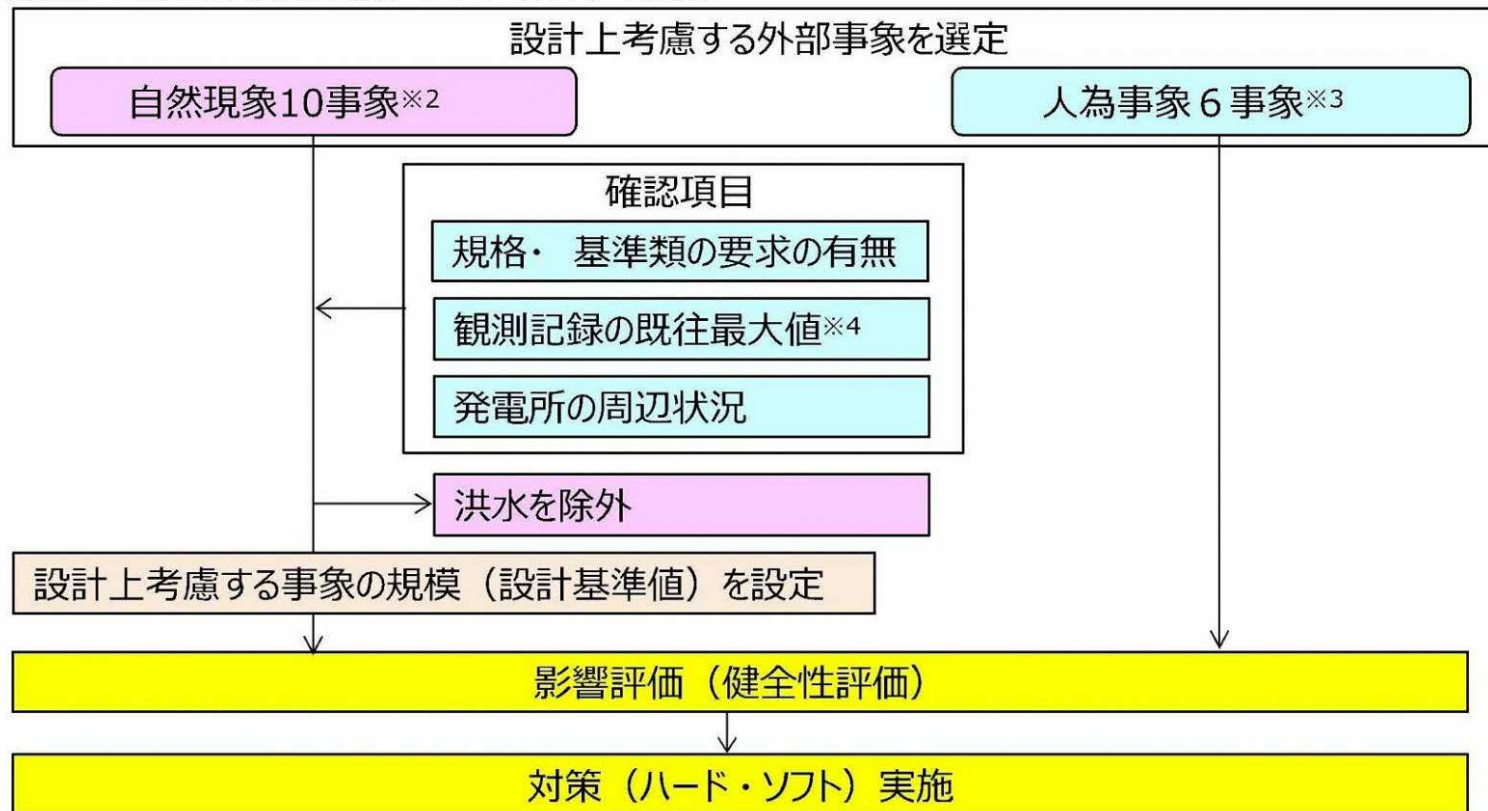 設計上考慮する外部事象を選定
自然現象10事象※2
人為事象６事象※3
確認項目
規格・ 基準類の要求の有無
観測記録の既往最大値※4
発電所の周辺状況
洪水を除外
設計上考慮する事象の規模（設計基準値）を設定
影響評価（健全性評価）
対策（ハード・ソフト）実施